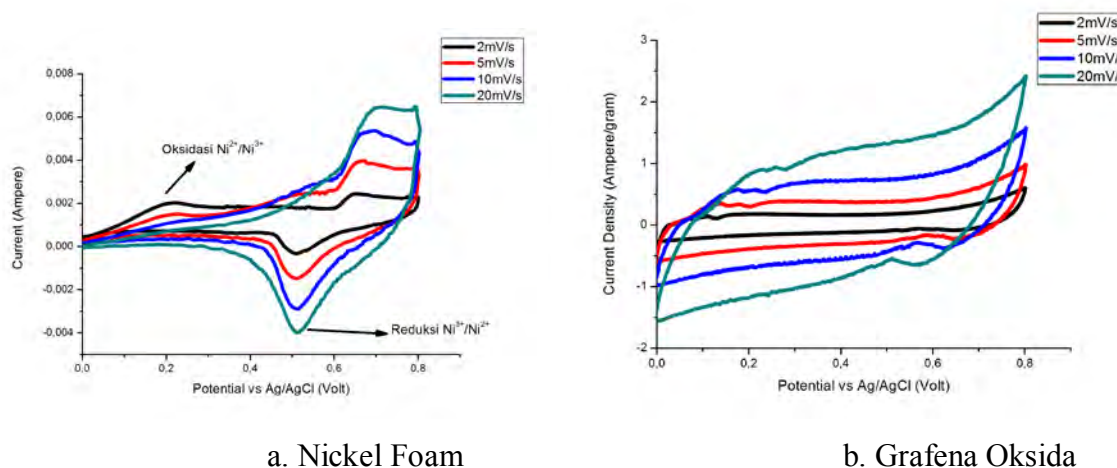 2mV/s
5mV/s
10mV/s
20mV/s
0,008
0,006
0,004
0,002
0,000
-0,002
-0,004
Current (Ampere)
Oksidasi Ni²⁺/Ni³⁺
Reduksi Ni³⁺/Ni²⁺
0,0 0,2 0,4 0,6 0,8
Potential vs Ag/AgCl (Volt)
a. Nickel Foam
2mV/s
5mV/s
10mV/
20mV/
3
2
1
0
-1
-2
Current Density (Ampere/gram)
0,0 0,2 0,4 0,6 0,8
Potential vs Ag/AgCl (Volt)
b. Grafena Oksida